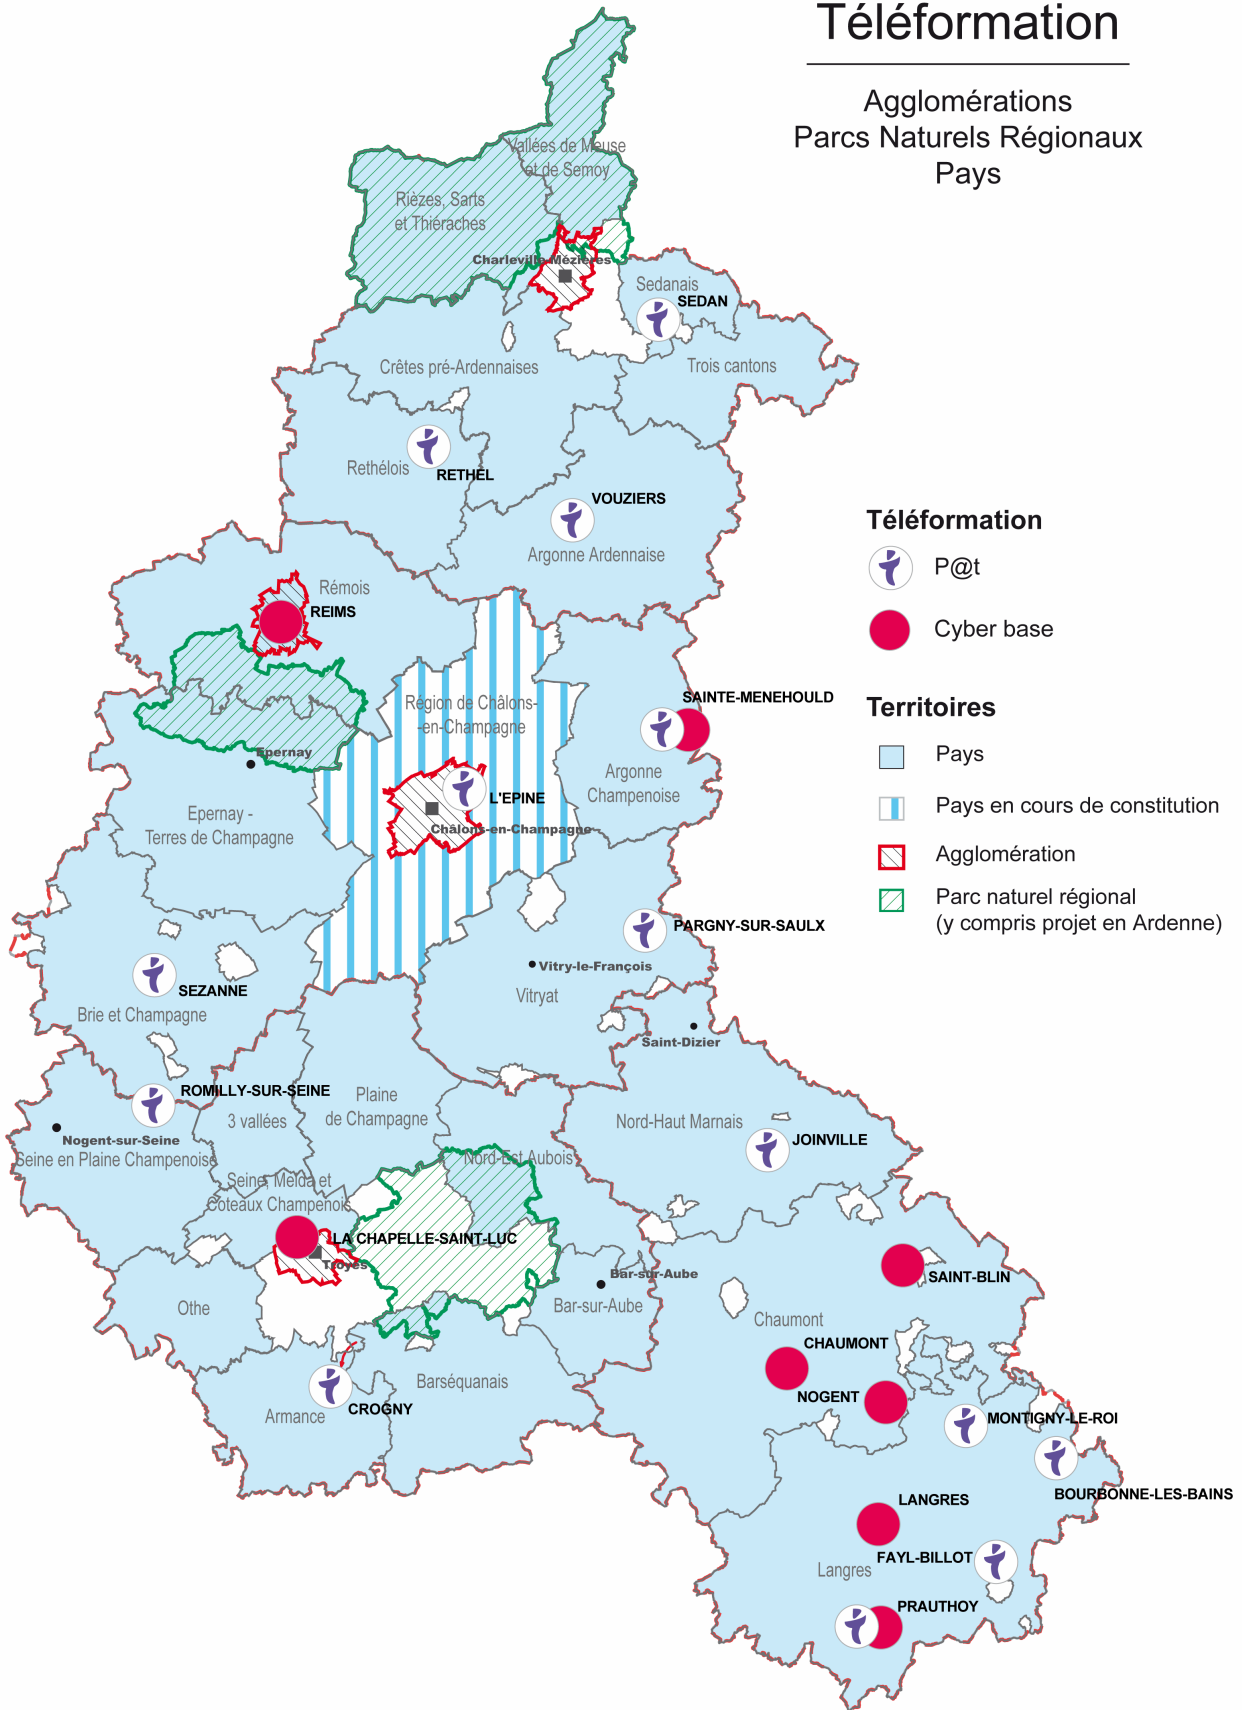 Téléformation
Agglomérations
Parcs Naturels Régionaux
Pays
Vallées de Meuse
et de Semoy
Rièzes, Sarts
et Thiéraches
Charleville-Mézières
Sedanais
SEDAN
Crêtes pré-Ardennaises
Trois cantons
Rethélois
RETHEL
VOUZIERS
Argonne Ardennaise
Téléformation
P@t
Cyber base
Rémois
REIMS
Territoires
Pays
Pays en cours de constitution
Agglomération
Parc naturel régional
(y compris projet en Ardenne)
SAINTE-MENEHOULD
Région de Châlons-
-en-Champagne
Epernay
Argonne
Champenoise
L'EPINE
Epernay -
Terres de Champagne
Châlons-en-Champagne
PARGNY-SUR-SAULX
Vitry-le-François
Vitryat
SEZANNE
Brie et Champagne
Saint-Dizier
ROMILLY-SUR-SEINE
Plaine
de Champagne
3 vallées
Nord-Haut Marnais
JOINVILLE
Nogent-sur-Seine
Seine en Plaine Champenoise
Nord-Est Aubois
Seine, Melda et
Coteaux Champenois
LA CHAPELLE-SAINT-LUC
Troyes
Bar-sur-Aube
Bar-sur-Aube
SAINT-BLIN
Othe
Chaumont
CHAUMONT
Barséquanais
NOGENT
Armance
CROGNY
MONTIGNY-LE-ROI
BOURBONNE-LES-BAINS
LANGRES
FAYL-BILLOT
Langres
PRAUTHOY